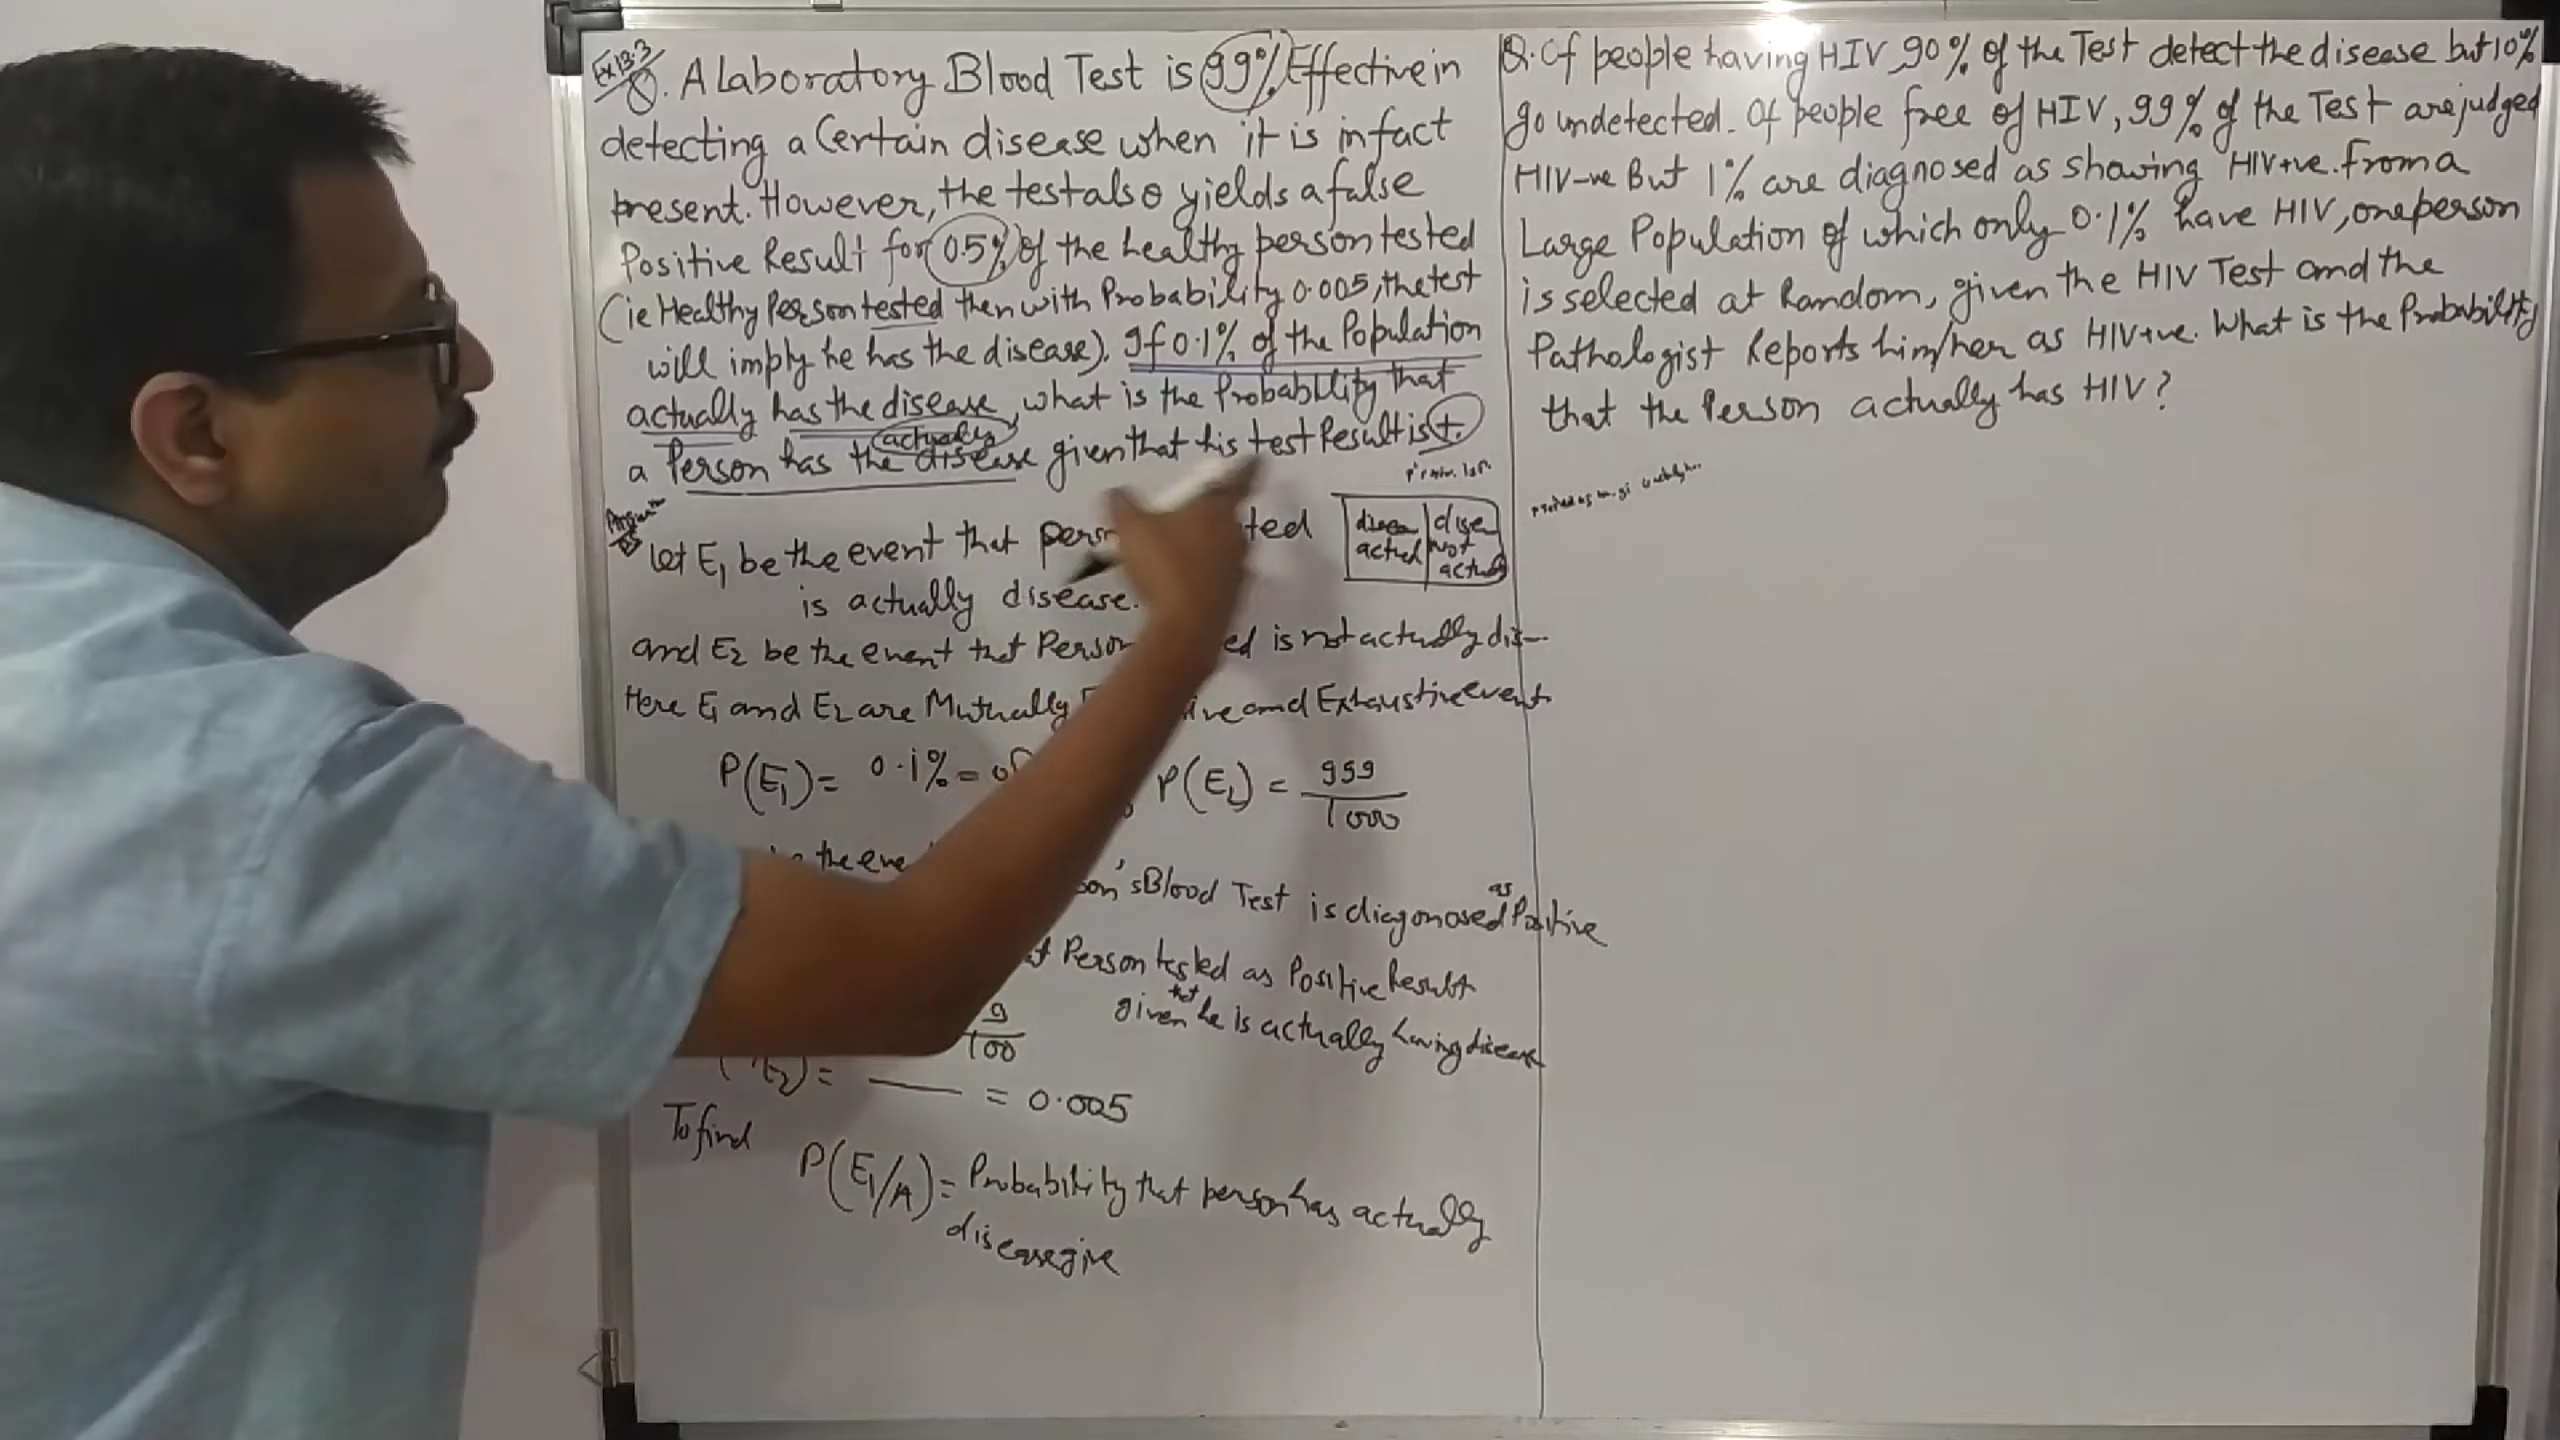 Ex 13.3
Q. A Laboratory Blood Test is 99% Effective in
detecting a Certain disease when it is infact
present. However, the test also yields a false
Positive Result for 0.5% of the healthy person tested
(ie Healthy Person tested then with Probability 0.005, the test
will imply he has the disease). If 0.1% of the Population
actually has the disease, what is the Probability that
actually
a Person has the disease given that his test Result is +.
let E1 be the event that ted
is actually disease.
and E2 be the event that Person ed is not actually dis-
Here E1 and E2 are Mutually ive and Exhaustive event
P(E1) = 0.1% = P(E2) = 999/1000
the eve on's Blood Test is diagonosed as Positive
Person tested as Positive Result
given that he is actually having disease
9/100
E2) = = 0.005
To find
P(E1/A) = Probability that person has actually
disease give
disea actual
dise not actual
Q. Of people having HIV, 90% of the Test detect the disease but 10%
go undetected. Of people free of HIV, 99% of the Test are judged
HIV-ve But 1% are diagnosed as showing HIV+ve. From a
Large Population of which only 0.1% have HIV, one person
is selected at Random, given the HIV Test and the
Pathologist Reports him/her as HIV+ve. What is the Probability
that the Person actually has HIV?